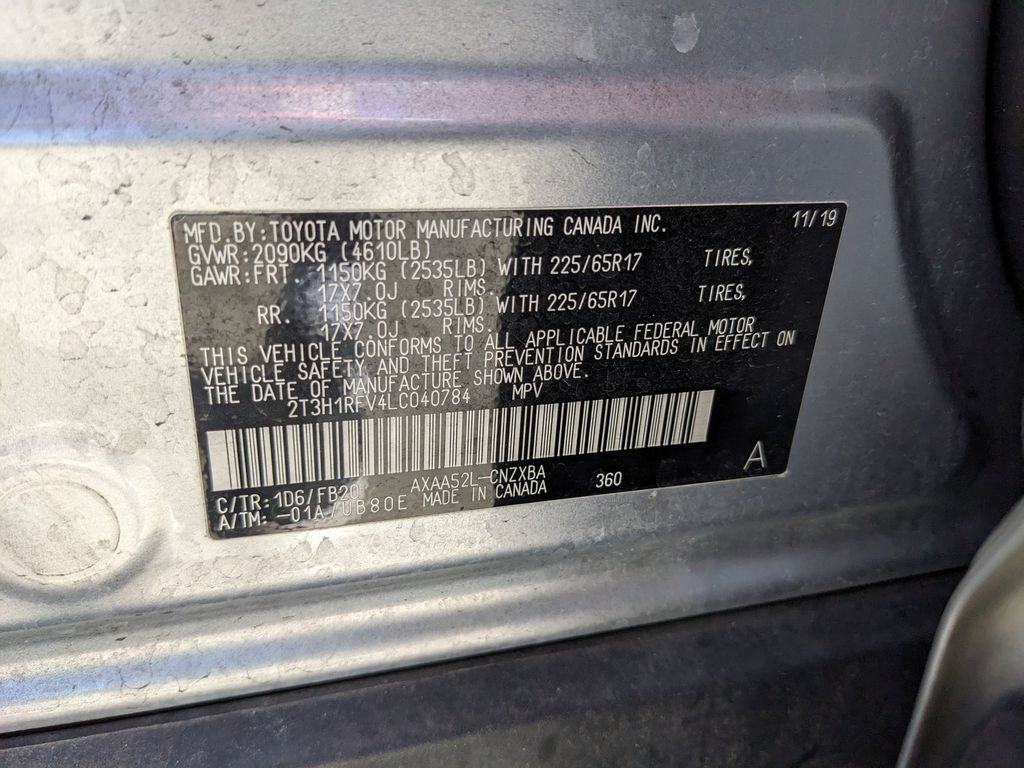 MFD.BY:TOYOTA MOTOR MANUFACTURING CANADA INC. 11/19
GVWR:2090KG (4610LB)
GAWR:FRT. 1150KG (2535LB) WITH 225/65R17 TIRES,
17X7.0J RIMS.
RR. 1150KG (2535LB) WITH 225/65R17 TIRES,
17X7.0J RIMS.
THIS VEHICLE CONFORMS TO ALL APPLICABLE FEDERAL MOTOR
VEHICLE SAFETY AND THEFT PREVENTION STANDARDS IN EFFECT ON
THE DATE OF MANUFACTURE SHOWN ABOVE.
2T3H1RFV4LC040784 MPV
C/TR:1D6/FB20 AXAA52L-CNZXBA 360 A
A/TM:-01A/UB80E MADE IN CANADA